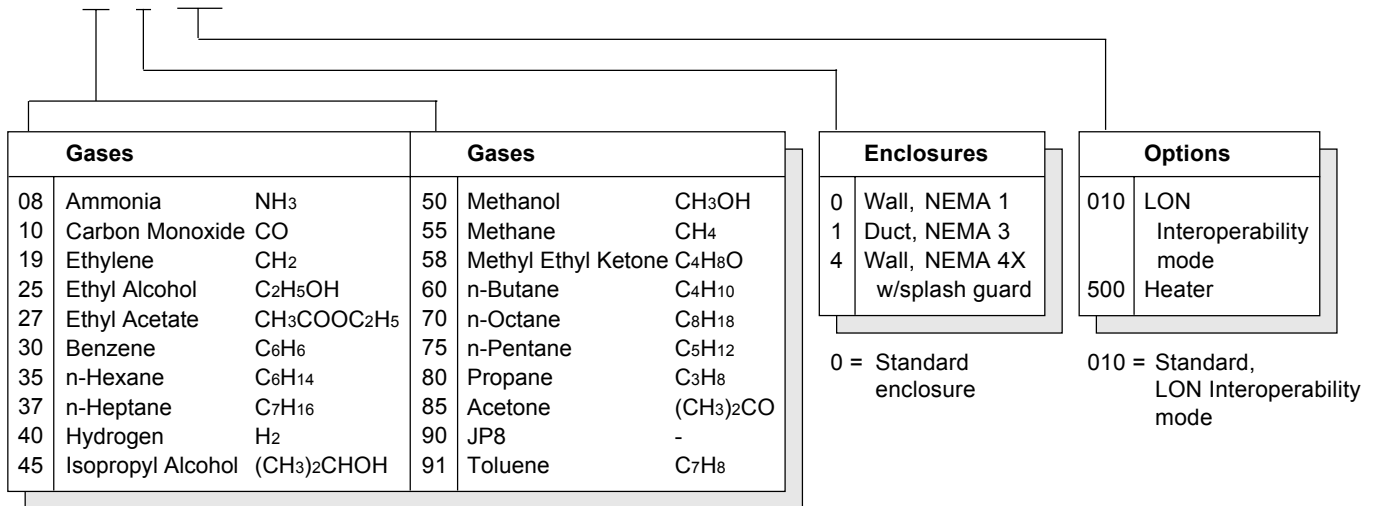 Gases
08 Ammonia NH3
10 Carbon Monoxide CO
19 Ethylene CH2
25 Ethyl Alcohol C2H5OH
27 Ethyl Acetate CH3COOC2H5
30 Benzene C6H6
35 n-Hexane C6H14
37 n-Heptane C7H16
40 Hydrogen H2
45 Isopropyl Alcohol (CH3)2CHOH
Gases
50 Methanol CH3OH
55 Methane CH4
58 Methyl Ethyl Ketone C4H8O
60 n-Butane C4H10
70 n-Octane C8H18
75 n-Pentane C5H12
80 Propane C3H8
85 Acetone (CH3)2CO
90 JP8 -
91 Toluene C7H8
Enclosures
0 Wall, NEMA 1
1 Duct, NEMA 3
4 Wall, NEMA 4X
w/splash guard
0 = Standard
enclosure
Options
010 LON
Interoperability
mode
500 Heater
010 = Standard,
LON Interoperability
mode